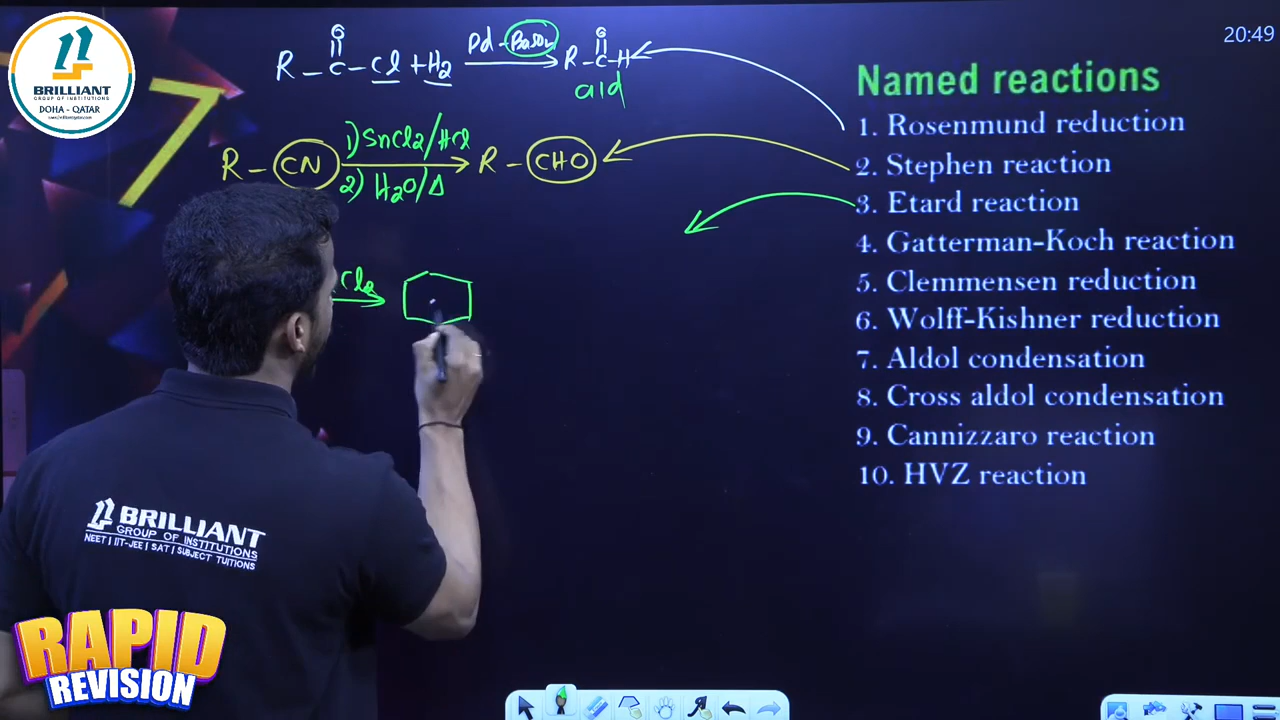 BRILLIANT
GROUP OF INSTITUTIONS
DOHA - QATAR
7
20:49
O
R - C - Cl + H2 Pd - BaSO4 R - C - H
O
ald
R - CN 1) SnCl2/HCl R - CHO
2) H2O/Δ
Cl2
Named reactions
1. Rosenmund reduction
2. Stephen reaction
3. Etard reaction
4. Gatterman-Koch reaction
5. Clemmensen reduction
6. Wolff-Kishner reduction
7. Aldol condensation
8. Cross aldol condensation
9. Cannizzaro reaction
10. HVZ reaction
BRILLIANT
GROUP OF INSTITUTIONS
NEET | IIT-JEE | SAT | SUBJECT TUITIONS
RAPID
REVISION